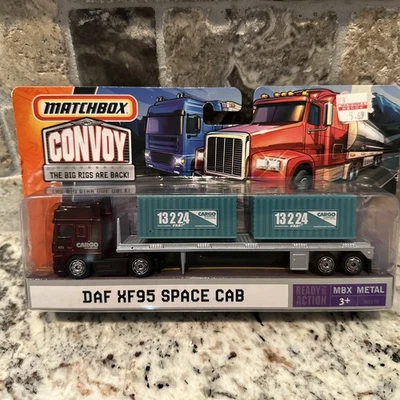 MATCHBOX
CONVOY
THE BIG RIGS ARE BACK!
13224 CARGO
13224 CARGO
CARGO
DAF XF95 SPACE CAB
READY ACTION
MBX METAL
3+